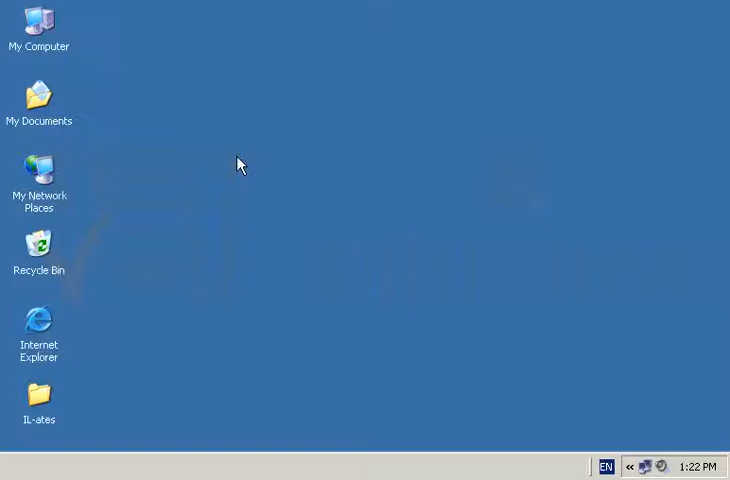 My Computer
My Documents
My Network
Places
Recycle Bin
Internet
Explorer
IL-ates
EN
«
1:22 PM